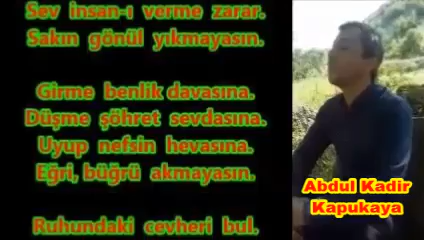 Sev insan-ı verme zarar.
Sakın gönül yıkmayasın.
Girme benlik davasına.
Düşme şöhret sevdasına.
Uyup nefsin hevasına.
Eğri, büğrü akmayasın.
Ruhundaki cevheri bul.
Abdul Kadir
Kapukaya